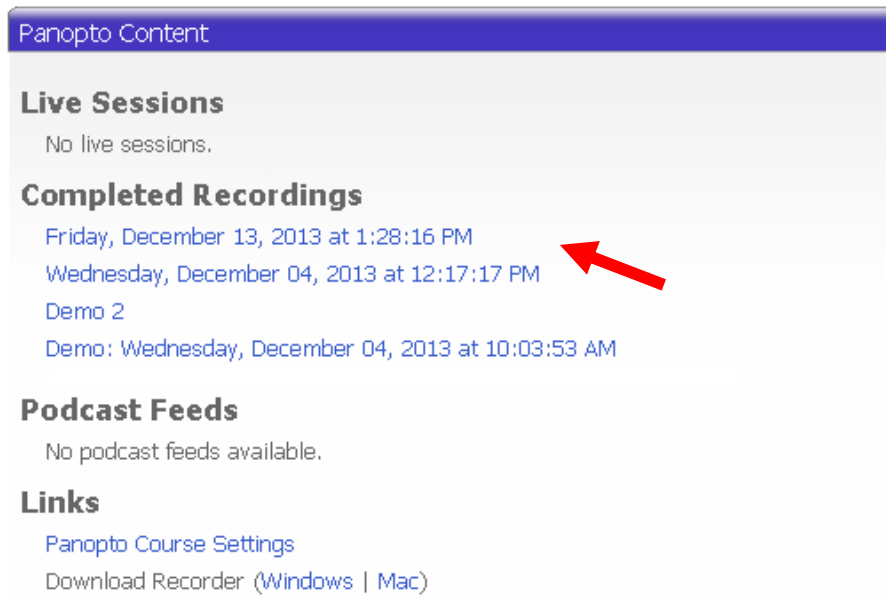 Panopto Content
Live Sessions
No live sessions.
Completed Recordings
Friday, December 13, 2013 at 1:28:16 PM
Wednesday, December 04, 2013 at 12:17:17 PM
Demo 2
Demo: Wednesday, December 04, 2013 at 10:03:53 AM
Podcast Feeds
No podcast feeds available.
Links
Panopto Course Settings
Download Recorder (Windows | Mac)